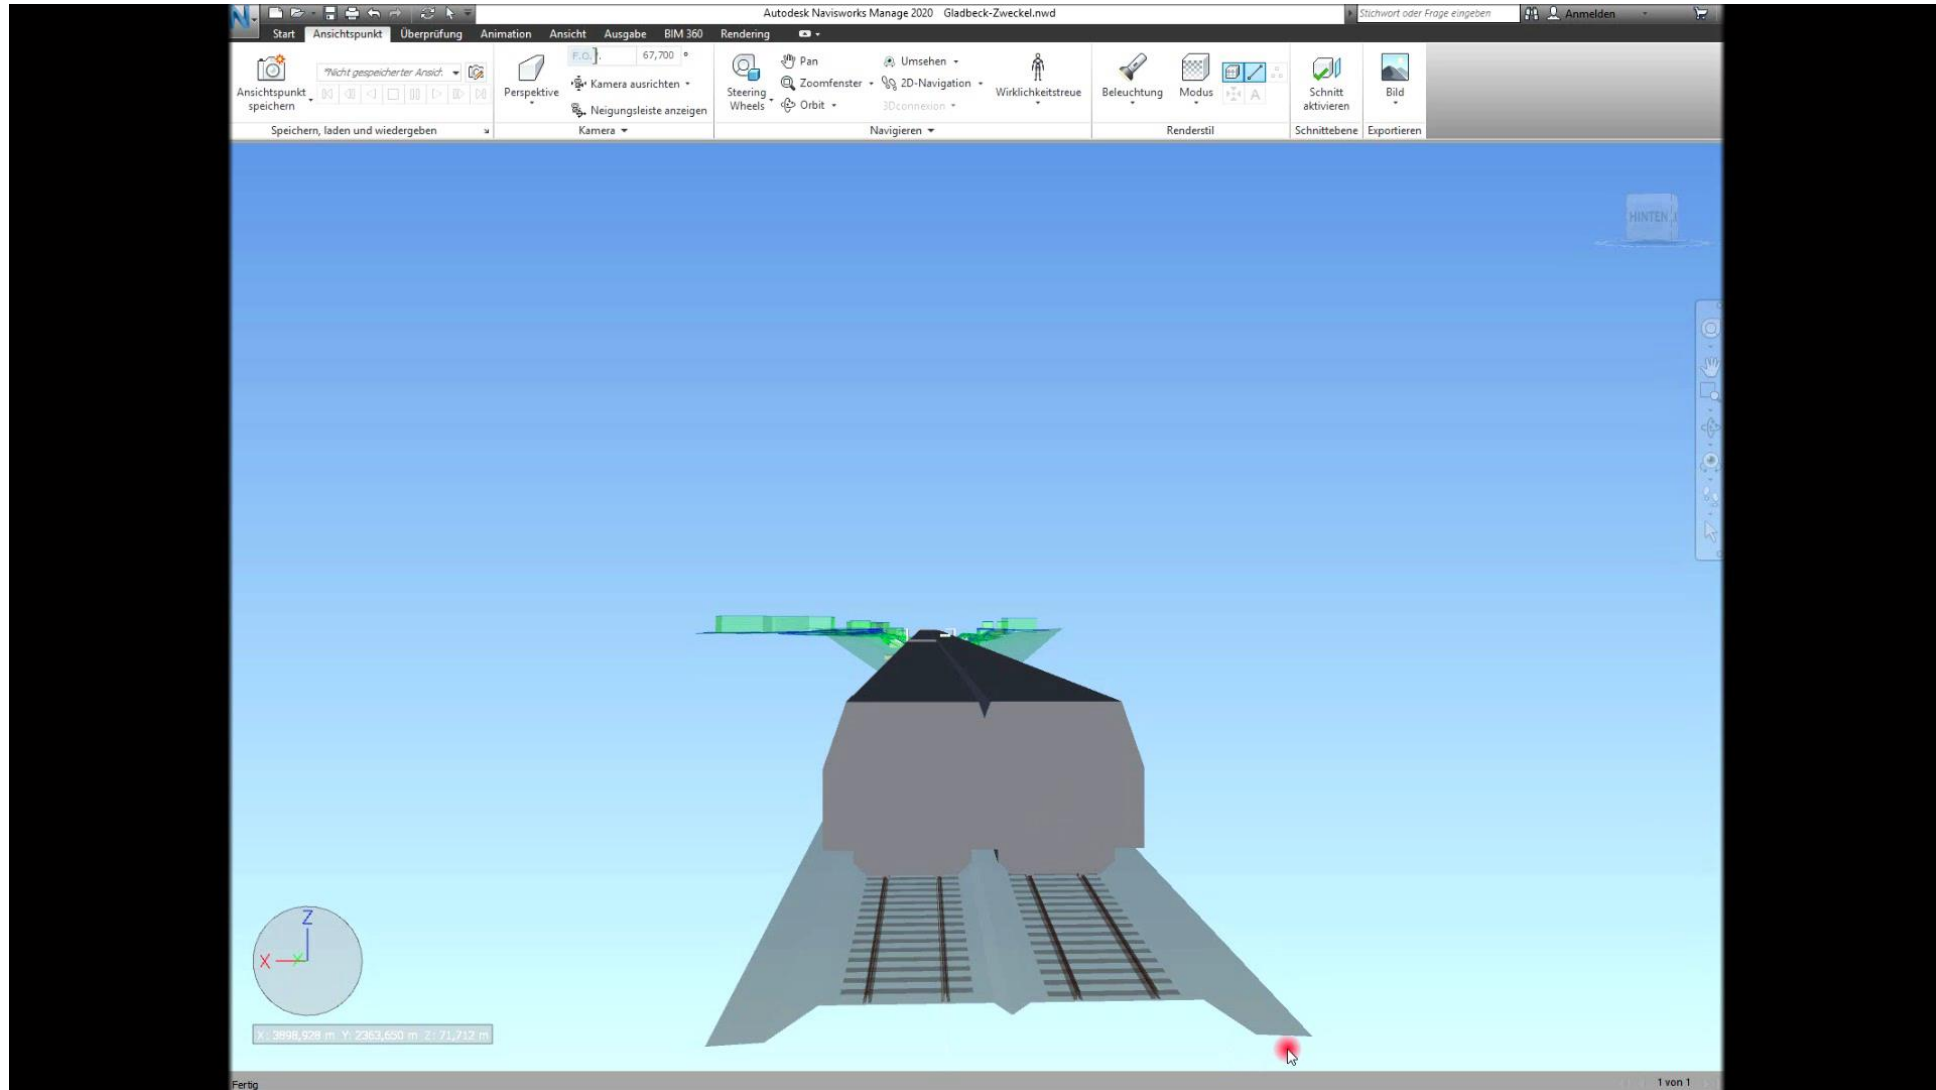 Autodesk Navisworks Manage 2020 Gladbeck-Zweckel.nwd
Stichwort oder Frage eingeben
Anmelden
Start Ansichtspunkt Überprüfung Animation Ansicht Ausgabe BIM 360 Rendering
F.O. 67,700 °
Pan
Umsehen
Kamera ausrichten
Zoomfenster
2D-Navigation
Ansichtspunkt speichern
Perspektive
Steering Wheels
Wirklichkeitstreue
Beleuchtung
Modus
Schnitt aktivieren
Bild
Neigungsleiste anzeigen
Orbit
3Dconnexion
A
Speichern, laden und wiedergeben
Kamera
Navigieren
Renderstil
Schnittebene
Exportieren
HINTEN
Z
X
Y
X: 3898,928 m Y: 2363,650 m Z: 71,712 m
Fertig
1 von 1